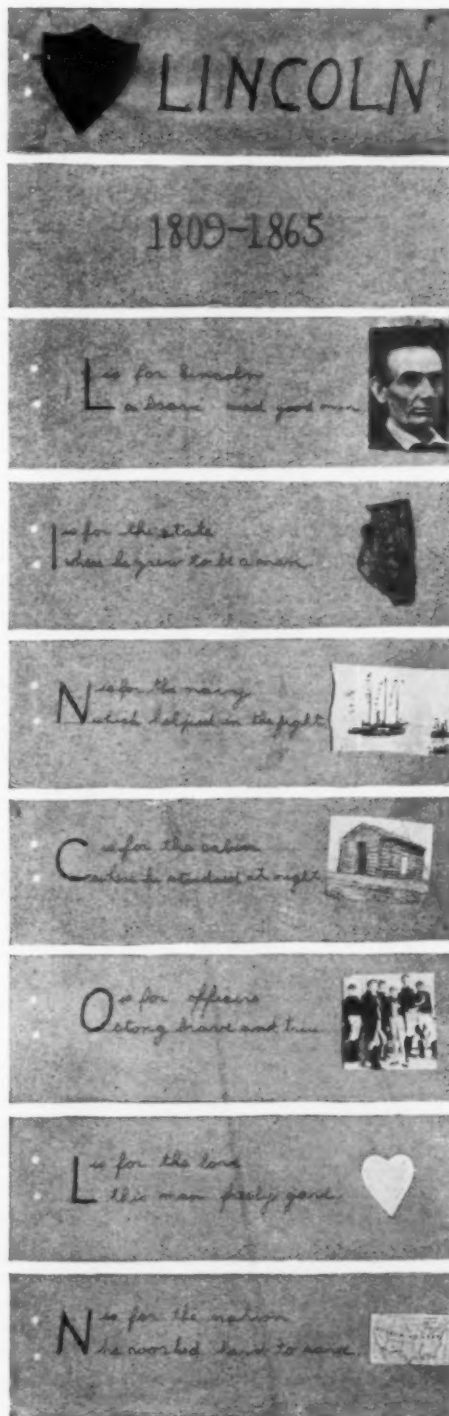 LINCOLN
1809-1865
L is for Lincoln
a brave and good man
I is for the state
where he grew to be a man
N is for the navy
which helped in the fight
C is for the cabin
where he studied at night
O is for officers
strong brave and true
L is for the love
this man freely gave
N is for the nation
he worked hard to save